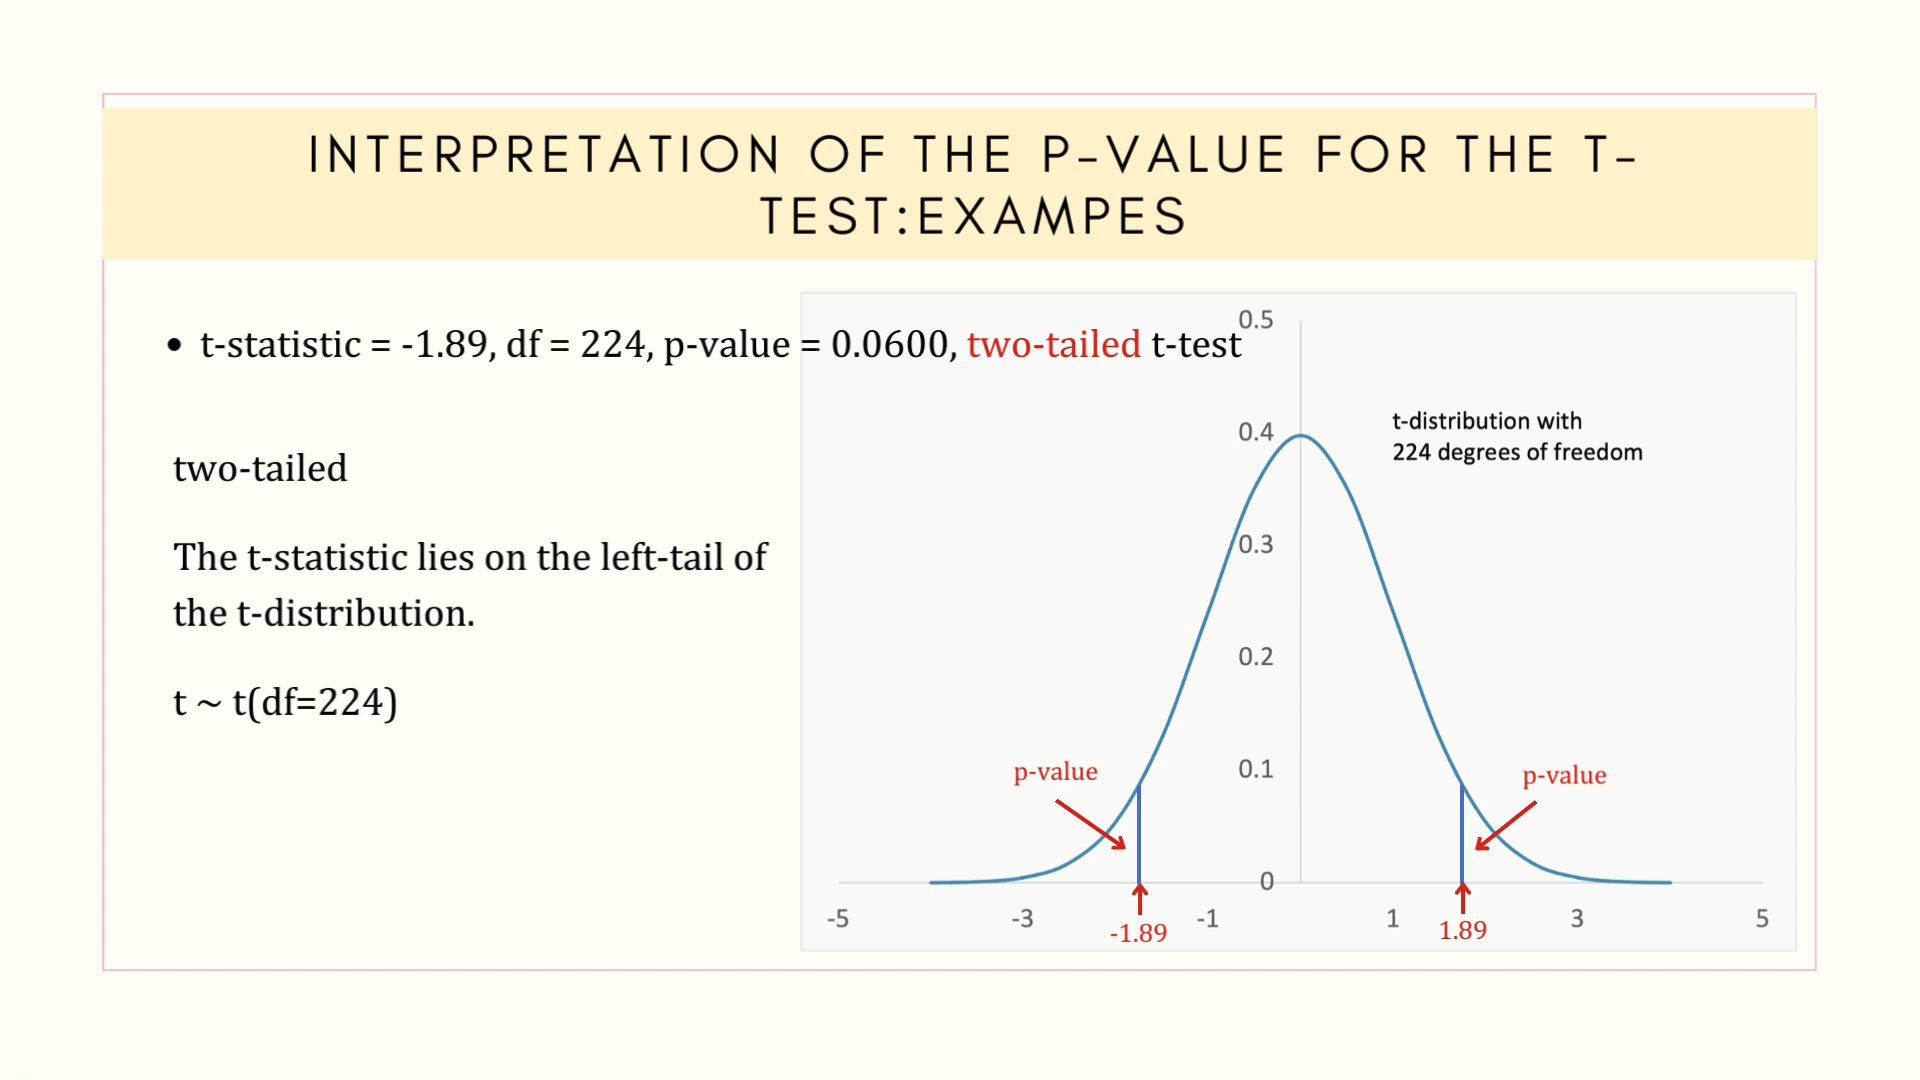 INTERPRETATION OF THE P-VALUE FOR THE T-
TEST:EXAMPES
• t-statistic = -1.89, df = 224, p-value = 0.0600, two-tailed t-test
two-tailed
The t-statistic lies on the left-tail of
the t-distribution.
t ~ t(df=224)
0.5
t-distribution with
224 degrees of freedom
0.4
0.3
0.2
0.1
0
p-value
p-value
-5
-3
-1
1
3
5
-1.89
1.89